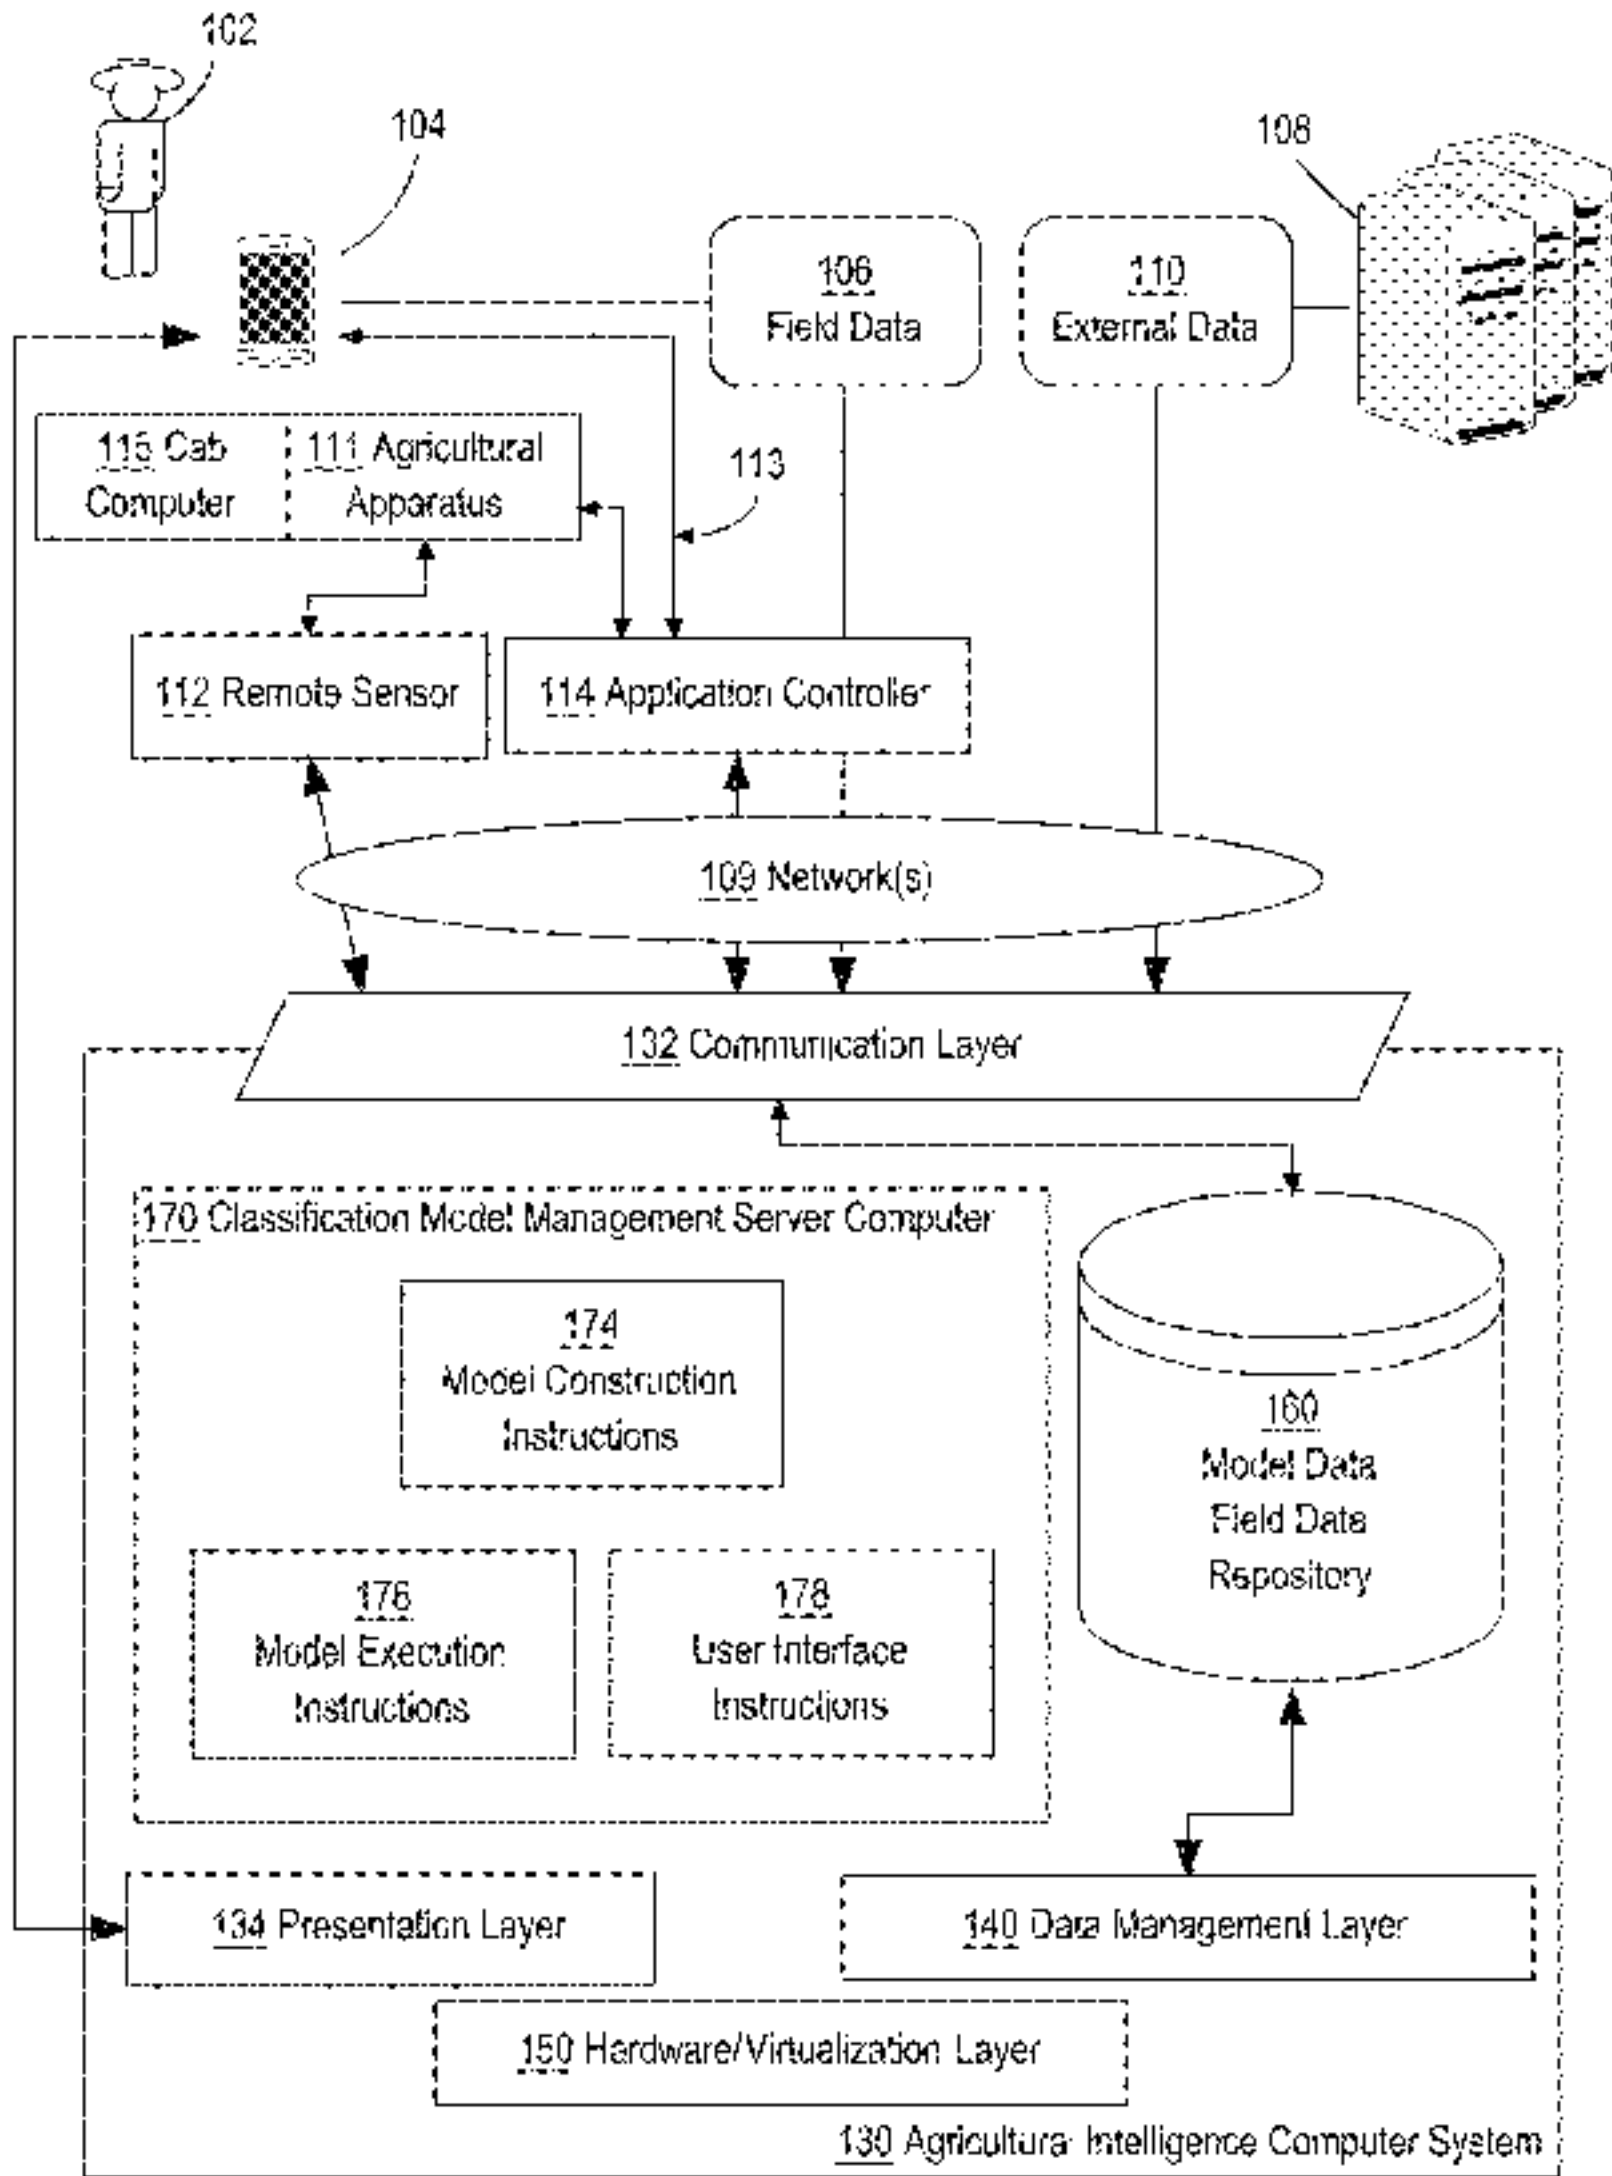 102
104
108
106
Field Data
110
External Data
115 Cab
Computer
111 Agricultural
Apparatus
113
112 Remote Sensor
114 Application Controller
109 Network(s)
132 Communication Layer
170 Classification Model Management Server Computer
174
Model Construction
Instructions
160
Model Data
Field Data
Repository
176
Model Execution
Instructions
178
User Interface
Instructions
134 Presentation Layer
140 Data Management Layer
150 Hardware/Virtualization Layer
130 Agricultural Intelligence Computer System